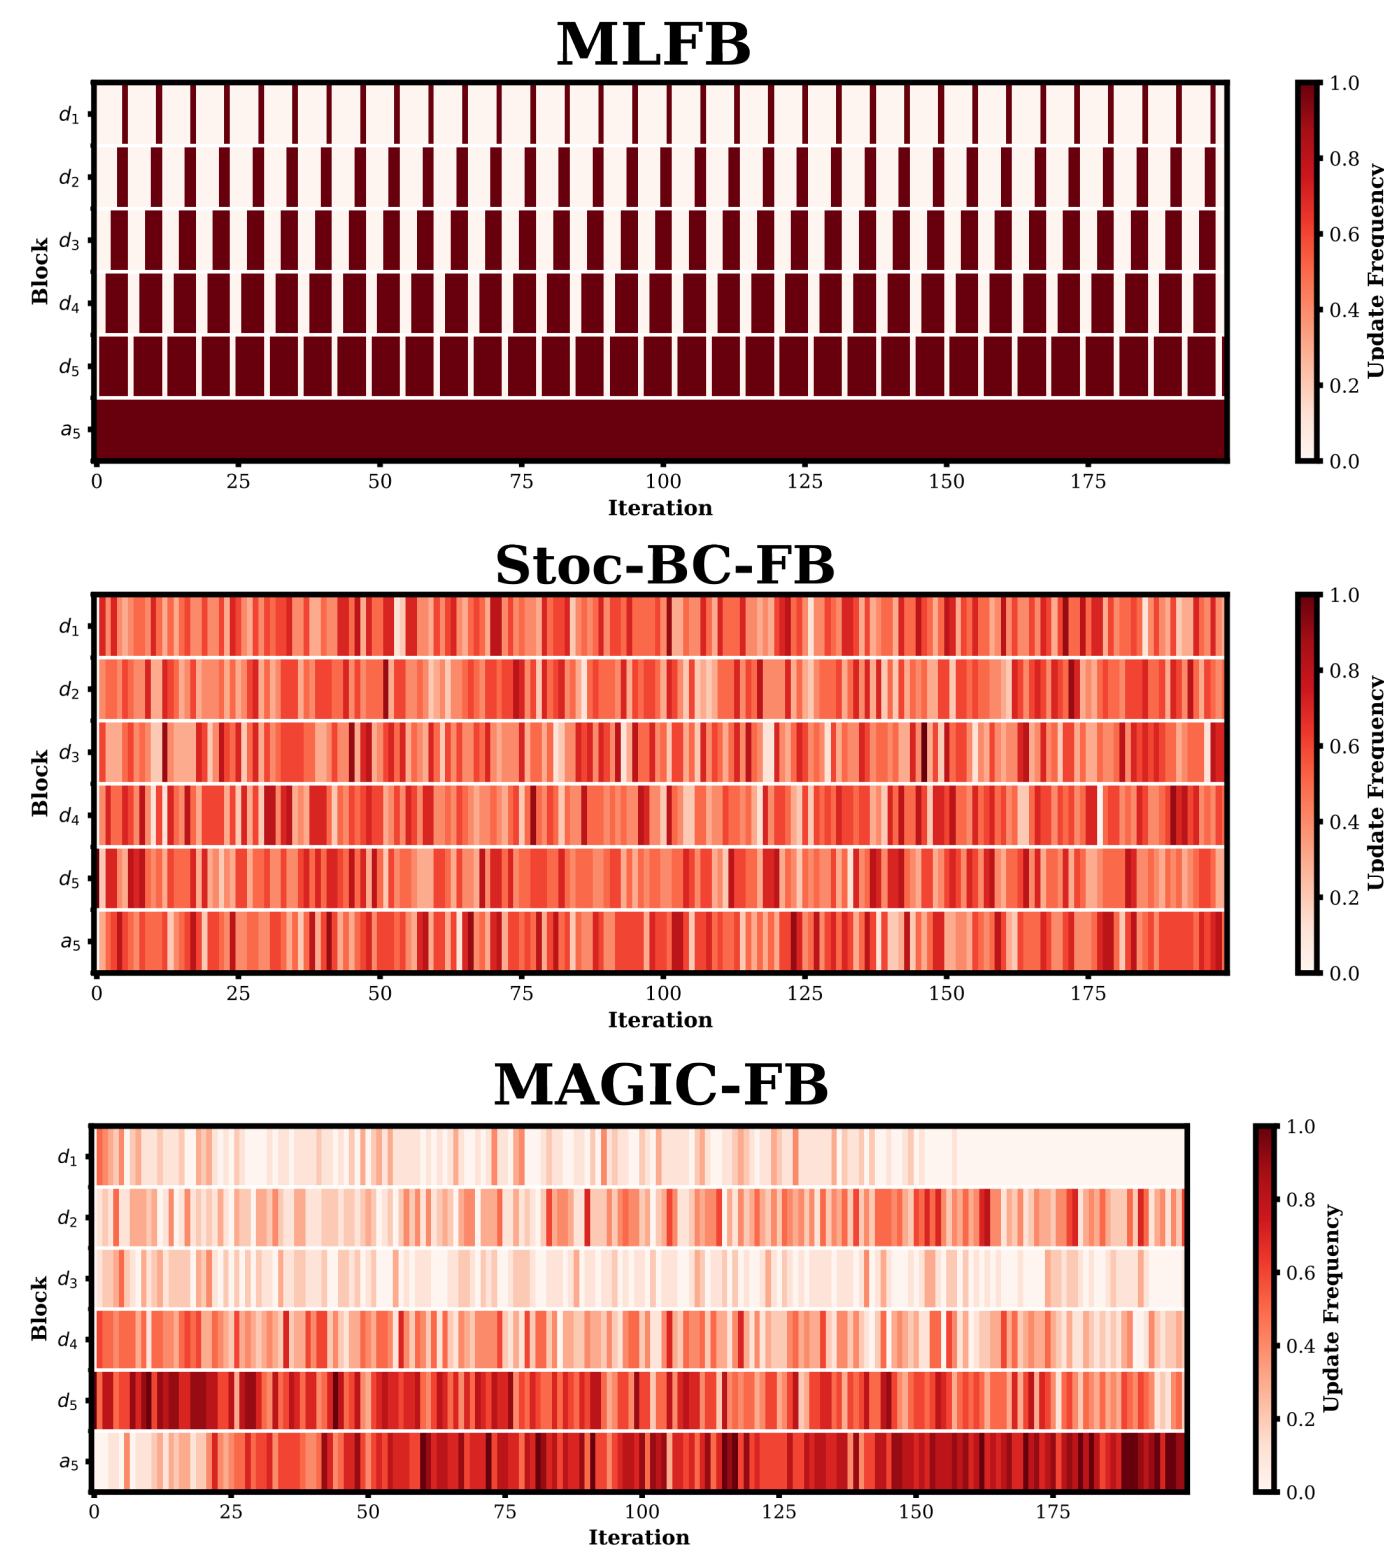 MLFB
d1
d2
d3
d4
d5
a5
Block
0 25 50 75 100 125 150 175
Iteration
1.0
0.8
0.6
0.4
0.2
0.0
Update Frequency
Stoc-BC-FB
d1
d2
d3
d4
d5
a5
Block
0 25 50 75 100 125 150 175
Iteration
1.0
0.8
0.6
0.4
0.2
0.0
Update Frequency
MAGIC-FB
d1
d2
d3
d4
d5
a5
Block
0 25 50 75 100 125 150 175
Iteration
1.0
0.8
0.6
0.4
0.2
0.0
Update Frequency